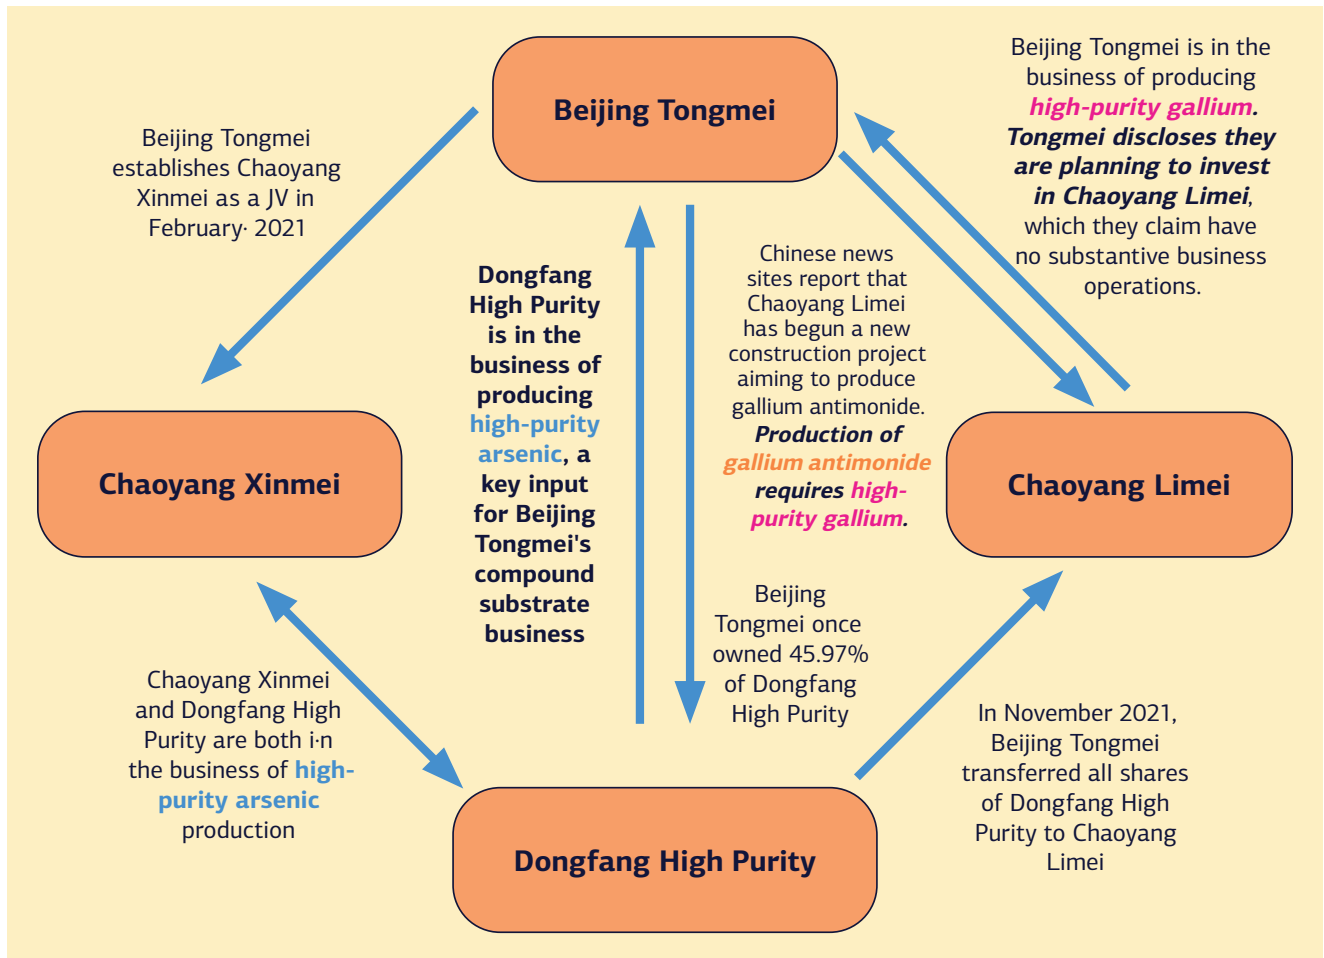 Beijing Tongmei
Beijing Tongmei
establishes Chaoyang
Xinmei as a JV in
February· 2021
Beijing Tongmei is in the
business of producing
high-purity gallium.
Tongmei discloses they
are planning to invest
in Chaoyang Limei,
which they claim have
no substantive business
operations.
Dongfang
High Purity
is in the
business of
producing
high-purity
arsenic, a
key input
for Beijing
Tongmei's
compound
substrate
business
Chinese news
sites report that
Chaoyang Limei
has begun a new
construction project
aiming to produce
gallium antimonide.
Production of
gallium antimonide
requires high-
purity gallium.
Chaoyang Xinmei
Chaoyang Limei
Beijing
Tongmei once
owned 45.97%
of Dongfang
High Purity
Chaoyang Xinmei
and Dongfang High
Purity are both i·n
the business of high-
purity arsenic
production
In November 2021,
Beijing Tongmei
transferred all shares
of Dongfang High
Purity to Chaoyang
Limei
Dongfang High Purity